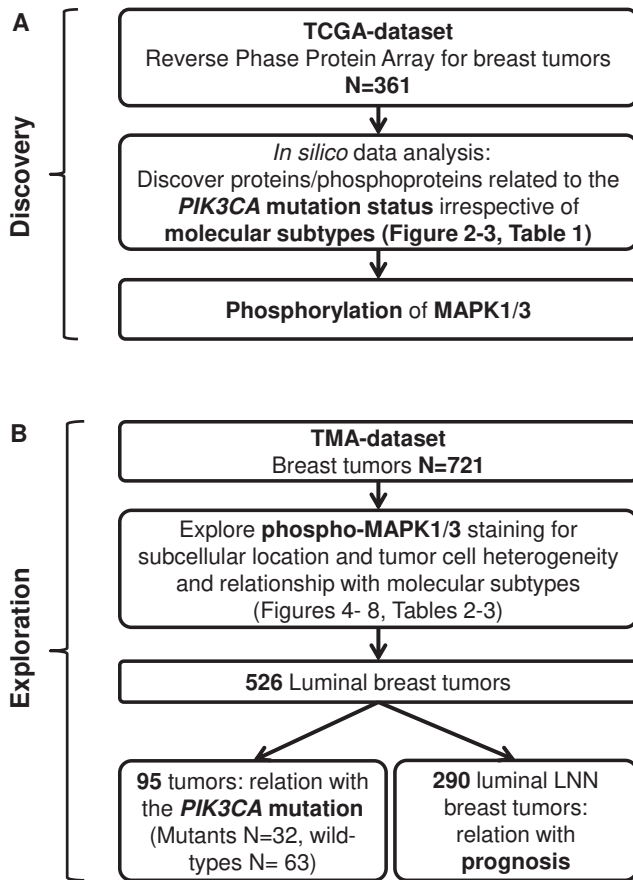 A
Discovery
TCGA-dataset
Reverse Phase Protein Array for breast tumors
N=361
In silico data analysis:
Discover proteins/phosphoproteins related to the
PIK3CA mutation status irrespective of
molecular subtypes (Figure 2-3, Table 1)
Phosphorylation of MAPK1/3
B
Exploration
TMA-dataset
Breast tumors N=721
Explore phospho-MAPK1/3 staining for
subcellular location and tumor cell heterogeneity
and relationship with molecular subtypes
(Figures 4- 8, Tables 2-3)
526 Luminal breast tumors
95 tumors: relation with
the PIK3CA mutation
(Mutants N=32, wild-
types N= 63)
290 luminal LNN
breast tumors:
relation with
prognosis